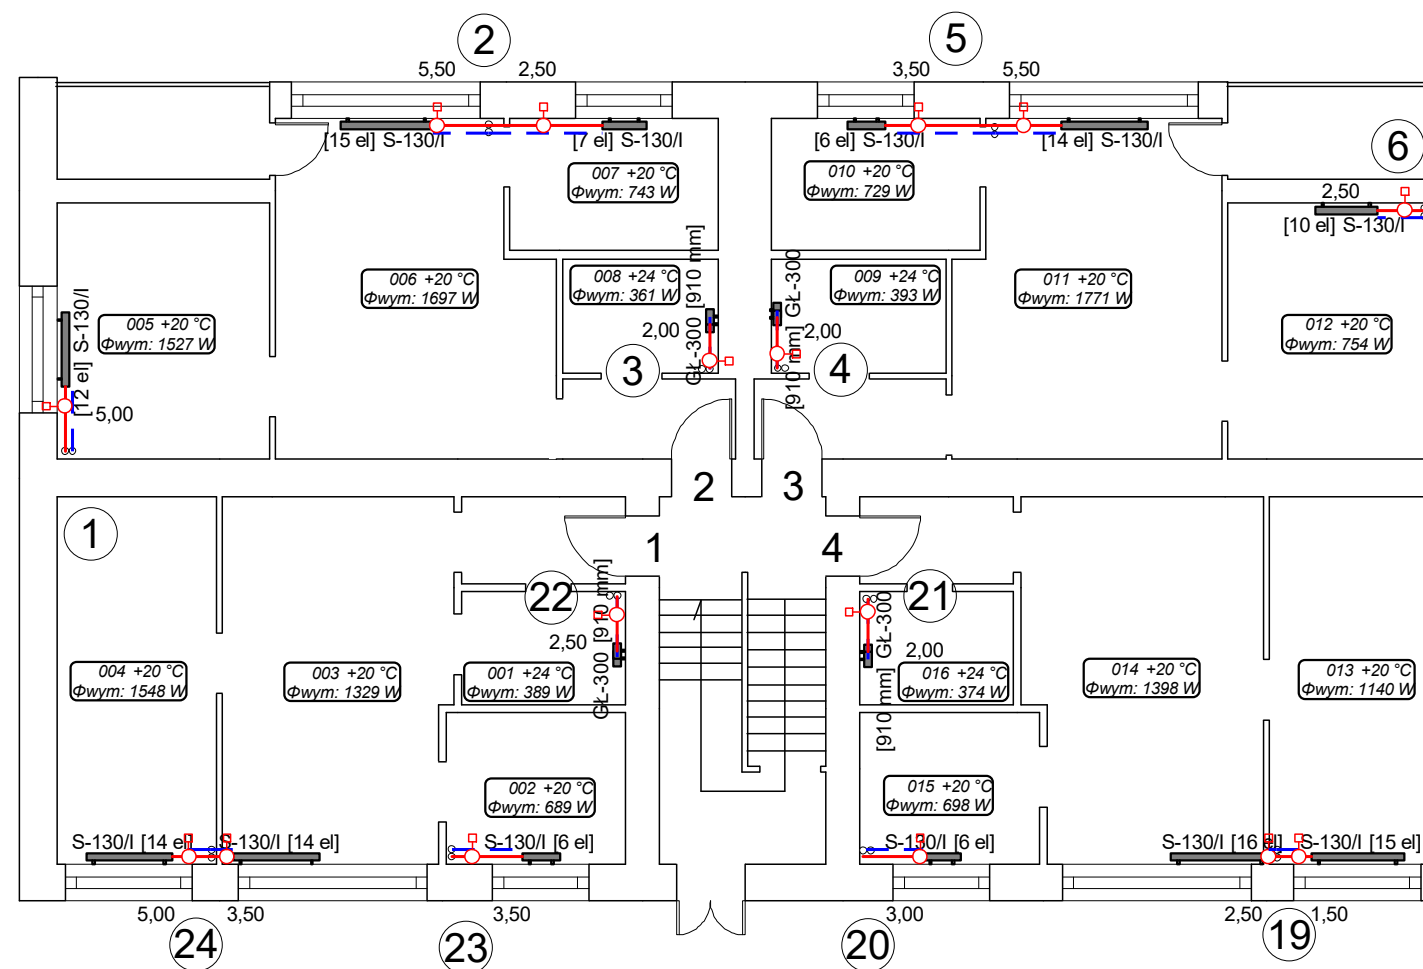 2
5
5,50
2,50
3,50
5,50
[15 el] S-130/I
[7 el] S-130/I
[6 el] S-130/I
[14 el] S-130/I
6
2,50
[10 el] S-130/I
007 +20 °C
Φwym: 743 W
010 +20 °C
Φwym: 729 W
006 +20 °C
Φwym: 1697 W
008 +24 °C
Φwym: 361 W
009 +24 °C
Φwym: 393 W
011 +20 °C
Φwym: 1771 W
005 +20 °C
Φwym: 1527 W
012 +20 °C
Φwym: 754 W
[12 el] S-130/I
5,00
GŁ-300 [910 mm]
2,00
[910 mm] GŁ-300
2,00
3
4
2
3
1
1
4
22
21
GŁ-300 [910 mm]
2,50
[910 mm] GŁ-300
2,00
004 +20 °C
Φwym: 1548 W
003 +20 °C
Φwym: 1329 W
001 +24 °C
Φwym: 389 W
016 +24 °C
Φwym: 374 W
014 +20 °C
Φwym: 1398 W
013 +20 °C
Φwym: 1140 W
002 +20 °C
Φwym: 689 W
015 +20 °C
Φwym: 698 W
S-130/I [14 el]
S-130/I [14 el]
S-130/I [6 el]
S-130/I [6 el]
S-130/I [16 el]
S-130/I [15 el]
5,00
3,50
3,50
3,00
2,50
1,50
24
23
20
19